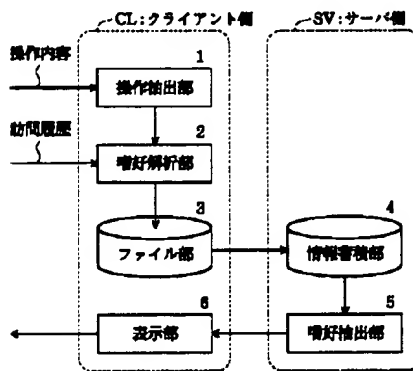 CL:クライアント側
SV:サーバ側
操作内容
1
操作抽出部
訪問履歴
2
嗜好解析部
3
ファイル部
4
情報蓄積部
6
表示部
5
嗜好抽出部